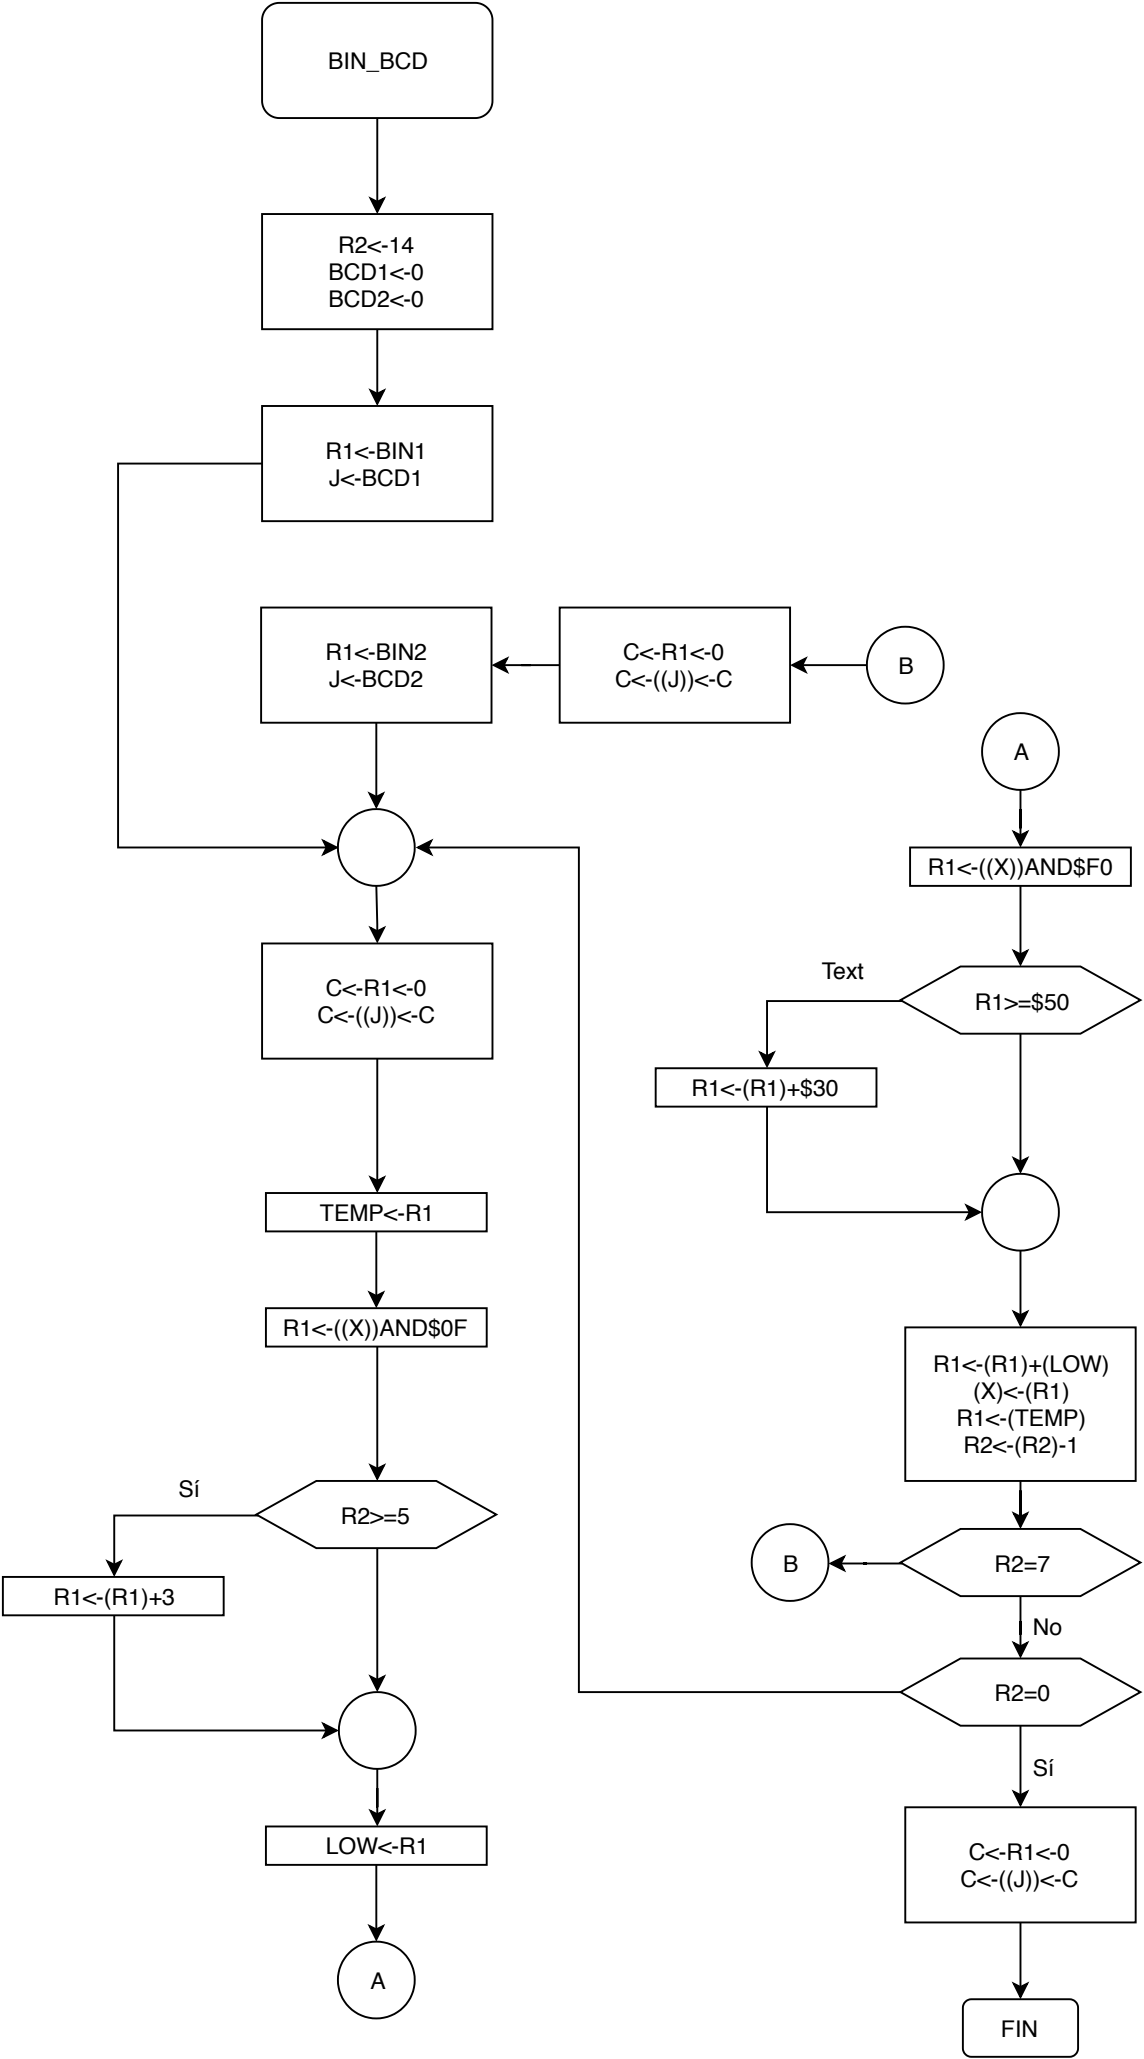 BIN_BCD
R2<-14
BCD1<-0
BCD2<-0
R1<-BIN1
J<-BCD1
R1<-BIN2
J<-BCD2
C<-R1<-0
C<-((J))<-C
B
C<-R1<-0
C<-((J))<-C
TEMP<-R1
R1<-((X))AND$0F
R2>=5
Sí
R1<-(R1)+3
LOW<-R1
A
A
R1<-((X))AND$F0
R1>=$50
Text
R1<-(R1)+$30
R1<-(R1)+(LOW)
(X)<-(R1)
R1<-(TEMP)
R2<-(R2)-1
R2=7
B
No
R2=0
Sí
C<-R1<-0
C<-((J))<-C
FIN